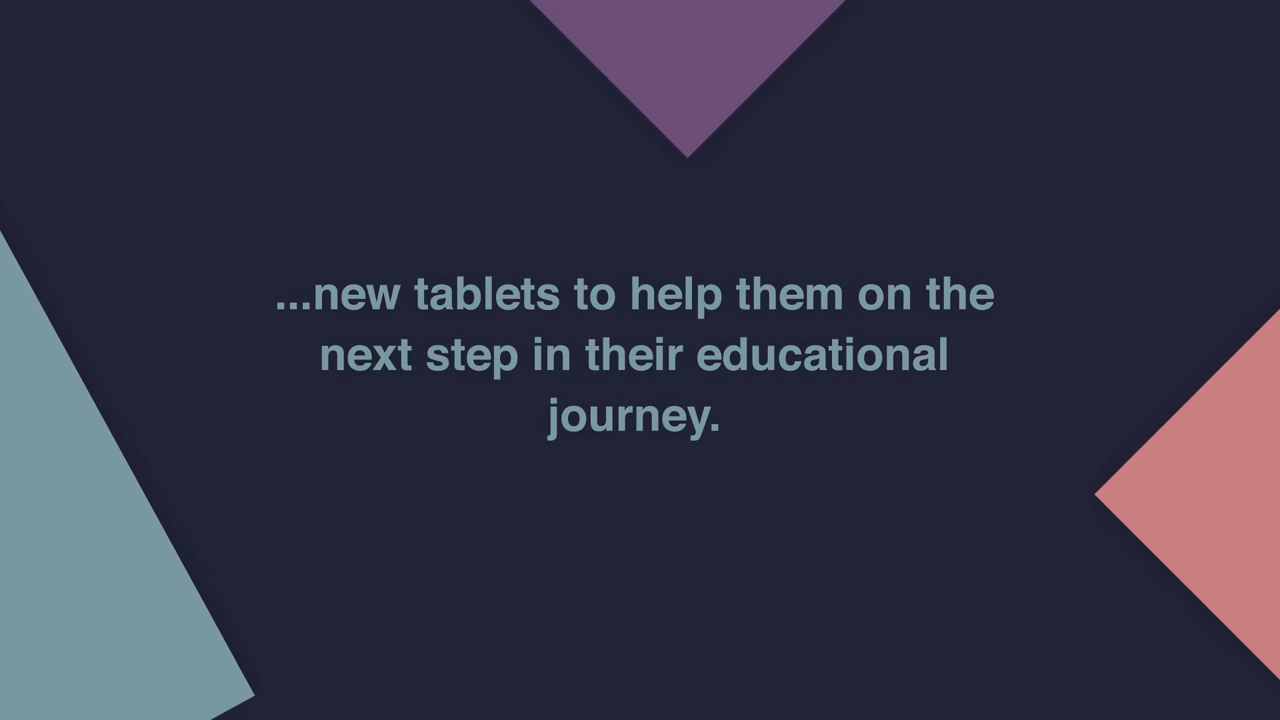 ...new tablets to help them on the
next step in their educational
journey.